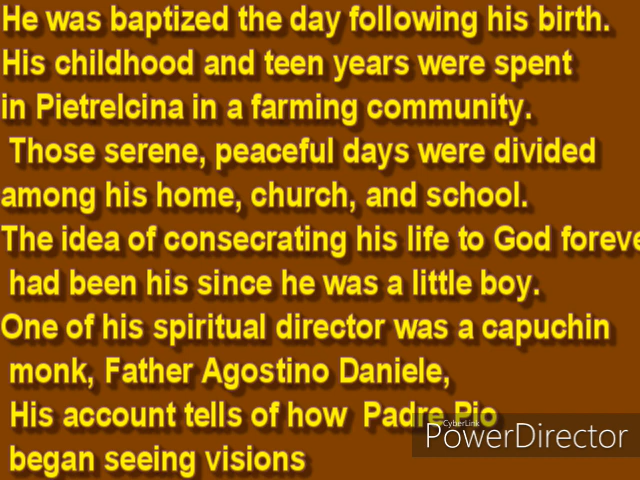 He was baptized the day following his birth.
His childhood and teen years were spent
in Pietrelcina in a farming community.
Those serene, peaceful days were divided
among his home, church, and school.
The idea of consecrating his life to God foreve
had been his since he was a little boy.
One of his spiritual director was a capuchin
monk, Father Agostino Daniele,
His account tells of how Padre Pio
began seeing visions
CyberLink
PowerDirector